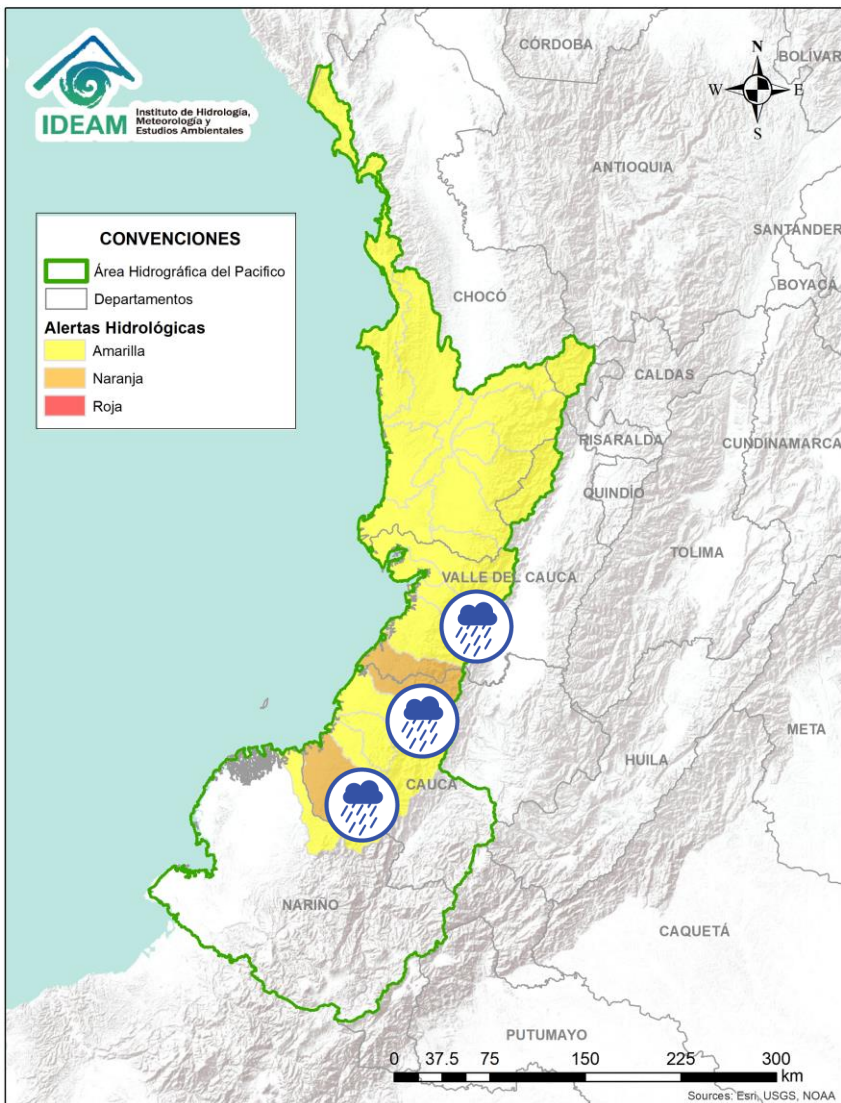 IDEAM
Instituto de Hidrología,
Meteorología y
Estudios Ambientales
CÓRDOBA
BOLÍVAR
N
W
E
S
ANTIOQUIA
SANTANDER
BOYACÁ
CONVENCIONES
Área Hidrográfica del Pacifico
Departamentos
Alertas Hidrológicas
Amarilla
Naranja
Roja
CHOCÓ
CALDAS
RISARALDA
CUNDINAMARCA
QUINDÍO
TOLIMA
VALLE DEL CAUCA
META
HUILA
CAUCA
NARIÑO
CAQUETÁ
PUTUMAYO
0 37.5 75 150 225 300
km
Sources: Esri, USGS, NOAA